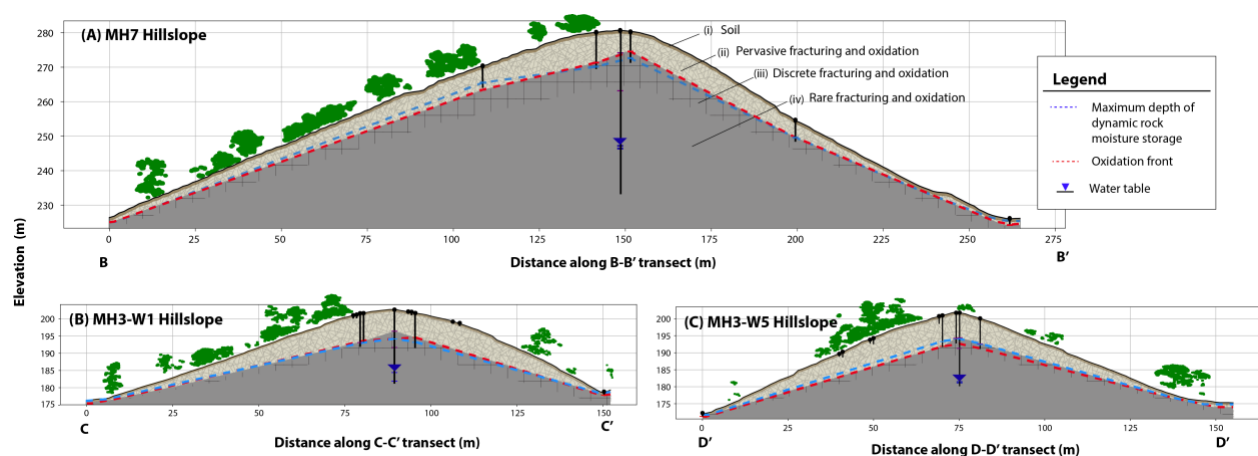 (A) MH7 Hillslope
(i) Soil
(ii) Pervasive fracturing and oxidation
(iii) Discrete fracturing and oxidation
(iv) Rare fracturing and oxidation
280
270
260
250
240
230
0 25 50 75 100 125 150 175 200 225 250 275
B Distance along B-B' transect (m) B'
Legend
Maximum depth of
dynamic rock
moisture storage
Oxidation front
Water table
Elevation (m)
(B) MH3-W1 Hillslope
200
195
190
185
180
175
0 25 50 75 100 125 150
C Distance along C-C' transect (m) C'
(C) MH3-W5 Hillslope
200
195
190
185
180
175
0 25 50 75 100 125 150
D' Distance along D-D' transect (m) D'